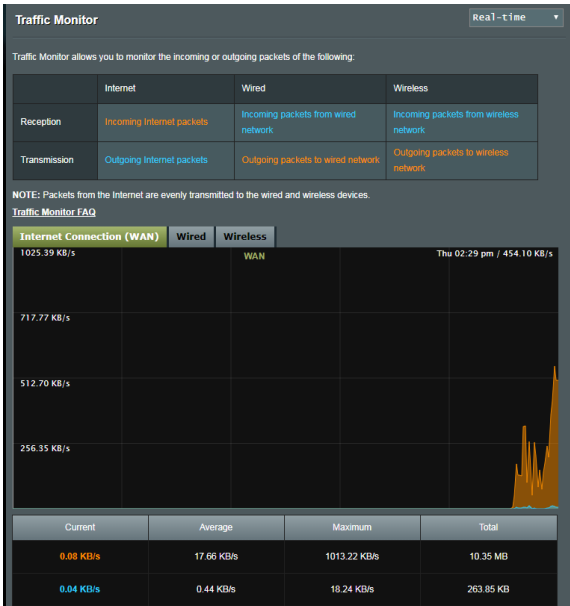 Traffic Monitor
Real-time
Traffic Monitor allows you to monitor the incoming or outgoing packets of the following:
Internet Wired Wireless
Reception Incoming Internet packets Incoming packets from wired network Incoming packets from wireless network
Transmission Outgoing Internet packets Outgoing packets to wired network Outgoing packets to wireless network
NOTE: Packets from the Internet are evenly transmitted to the wired and wireless devices.
Traffic Monitor FAQ
Internet Connection (WAN) Wired Wireless
1025.39 KB/s WAN Thu 02:29 pm / 454.10 KB/s
717.77 KB/s
512.70 KB/s
256.35 KB/s
Current Average Maximum Total
0.08 KB/s 17.66 KB/s 1013.22 KB/s 10.35 MB
0.04 KB/s 0.44 KB/s 18.24 KB/s 263.85 KB